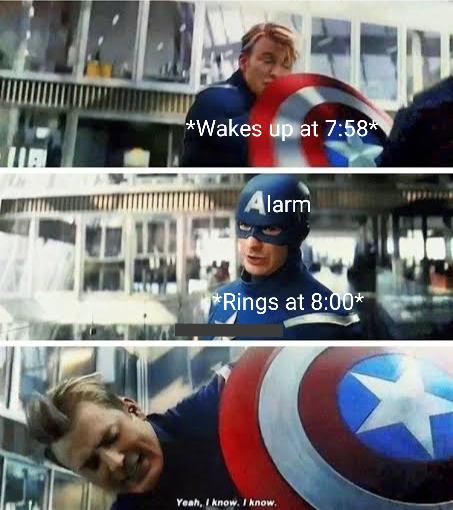 *Wakes up at 7:58*
Alarm
*Rings at 8:00*
Yeah, I know. I know.